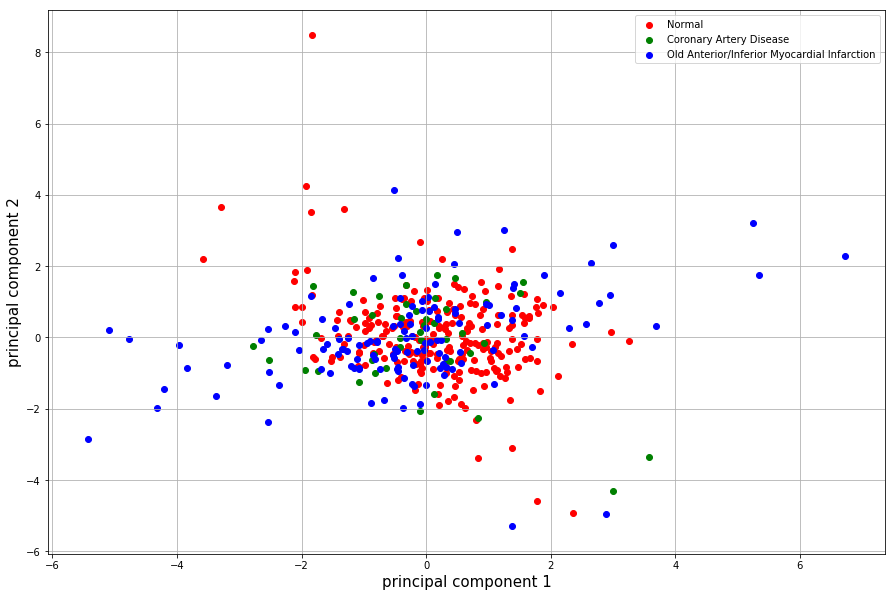 Normal
Coronary Artery Disease
Old Anterior/Inferior Myocardial Infarction
8
6
4
2
0
−2
−4
−6
principal component 2
−6 −4 −2 0 2 4 6
principal component 1